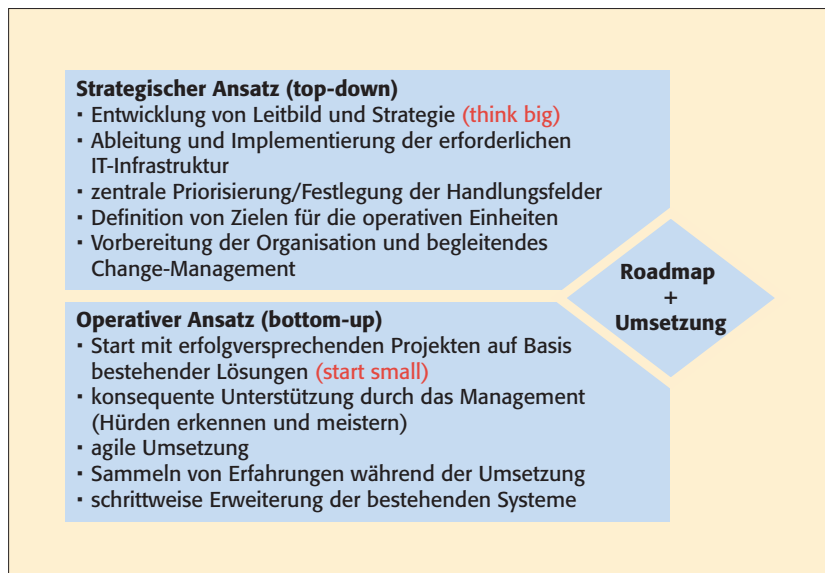 Strategischer Ansatz (top-down)
· Entwicklung von Leitbild und Strategie (think big)
· Ableitung und Implementierung der erforderlichen
IT-Infrastruktur
· zentrale Priorisierung/Festlegung der Handlungsfelder
· Definition von Zielen für die operativen Einheiten
· Vorbereitung der Organisation und begleitendes
Change-Management
Roadmap
+
Umsetzung
Operativer Ansatz (bottom-up)
· Start mit erfolgversprechenden Projekten auf Basis
bestehender Lösungen (start small)
· konsequente Unterstützung durch das Management
(Hürden erkennen und meistern)
· agile Umsetzung
· Sammeln von Erfahrungen während der Umsetzung
· schrittweise Erweiterung der bestehenden Systeme